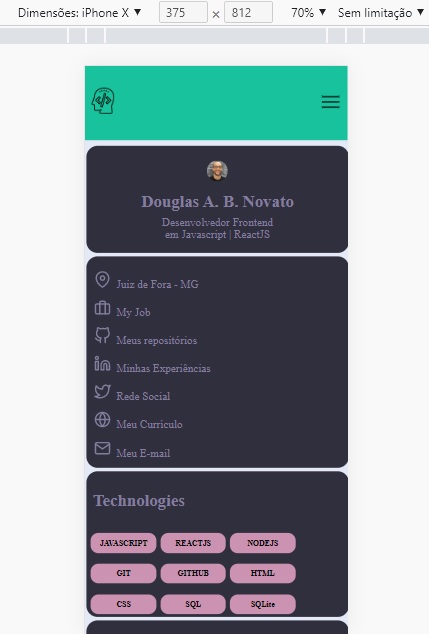 Dimensões: iPhone X ▼ 375 × 812 70% ▼ Sem limitação ▼
Douglas A. B. Novato
Desenvolvedor Frontend
em Javascript | ReactJS
Juiz de Fora - MG
My Job
Meus repositórios
Minhas Experiências
Rede Social
Meu Curriculo
Meu E-mail
Technologies
JAVASCRIPT REACTJS NODEJS
GIT GITHUB HTML
CSS SQL SQLite